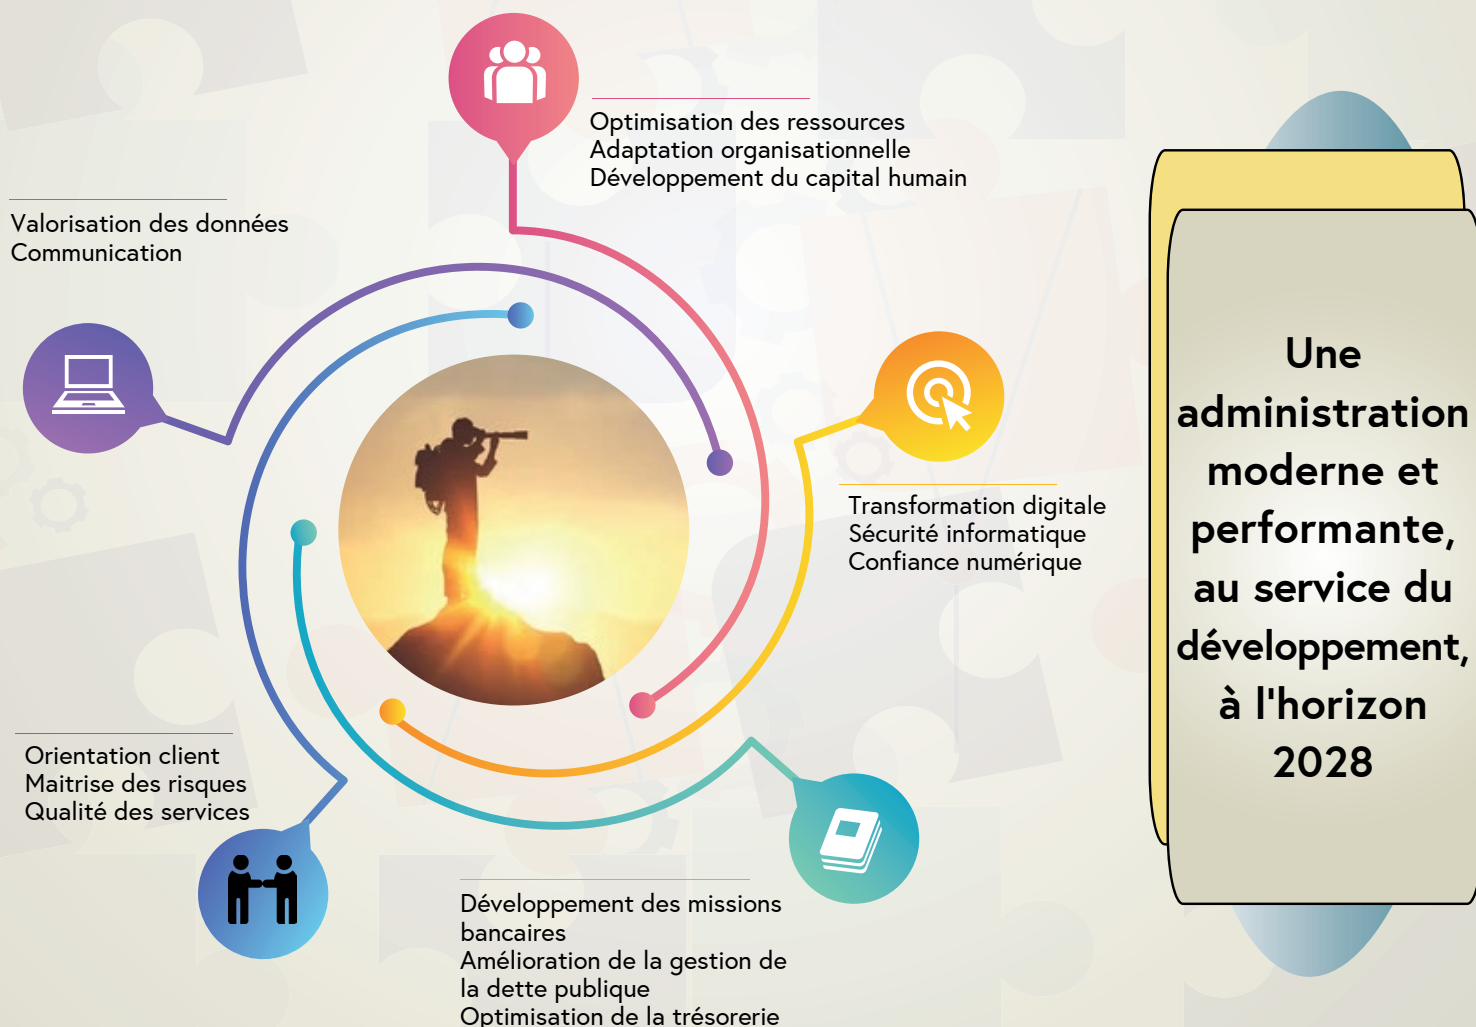 Optimisation des ressources
Adaptation organisationnelle
Développement du capital humain
Valorisation des données
Communication
Transformation digitale
Sécurité informatique
Confiance numérique
Orientation client
Maitrise des risques
Qualité des services
Développement des missions
bancaires
Amélioration de la gestion de
la dette publique
Optimisation de la trésorerie
Une
administration
moderne et
performante,
au service du
développement,
à l'horizon
2028